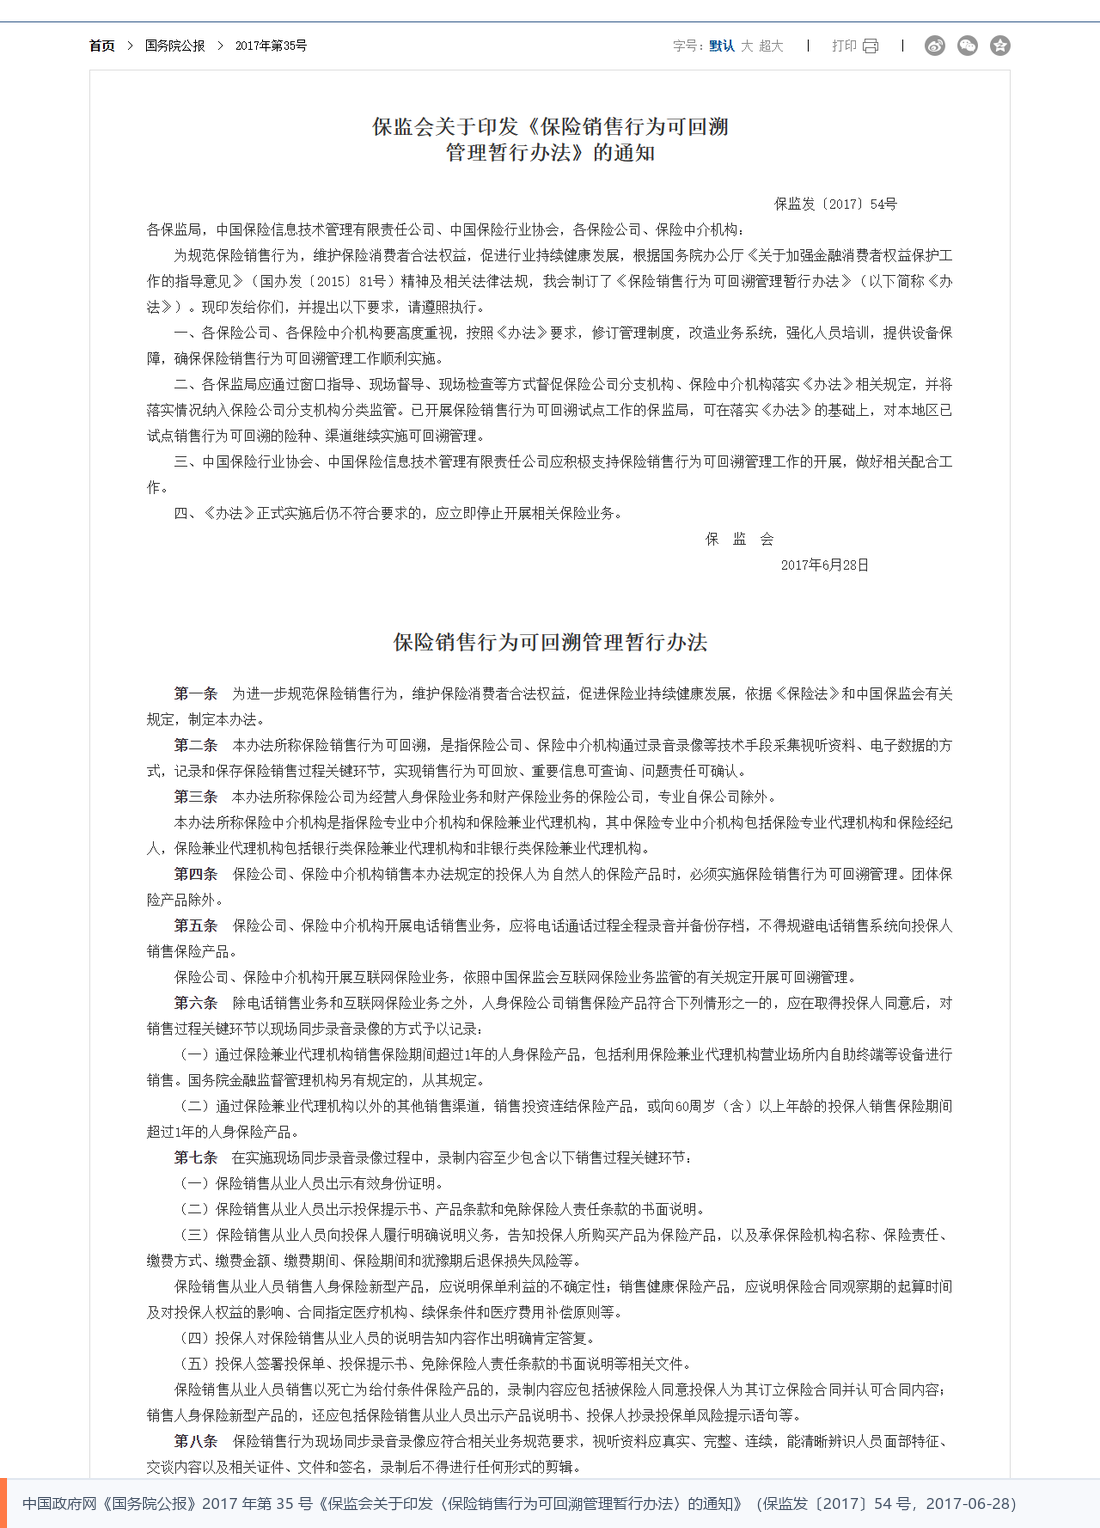 首页 > 国务院公报 > 2017年第35号
字号：默认 大 超大 | 打印 |
保监会关于印发《保险销售行为可回溯
管理暂行办法》的通知
保监发〔2017〕54号
各保监局，中国保险信息技术管理有限责任公司、中国保险行业协会，各保险公司、保险中介机构：
为规范保险销售行为，维护保险消费者合法权益，促进行业持续健康发展，根据国务院办公厅《关于加强金融消费者权益保护工
作的指导意见》（国办发〔2015〕81号）精神及相关法律法规，我会制订了《保险销售行为可回溯管理暂行办法》（以下简称《办
法》）。现印发给你们，并提出以下要求，请遵照执行。
一、各保险公司、各保险中介机构要高度重视，按照《办法》要求，修订管理制度，改造业务系统，强化人员培训，提供设备保
障，确保保险销售行为可回溯管理工作顺利实施。
二、各保监局应通过窗口指导、现场督导、现场检查等方式督促保险公司分支机构、保险中介机构落实《办法》相关规定，并将
落实情况纳入保险公司分支机构分类监管。已开展保险销售行为可回溯试点工作的保监局，可在落实《办法》的基础上，对本地区已
试点销售行为可回溯的险种、渠道继续实施可回溯管理。
三、中国保险行业协会、中国保险信息技术管理有限责任公司应积极支持保险销售行为可回溯管理工作的开展，做好相关配合工
作。
四、《办法》正式实施后仍不符合要求的，应立即停止开展相关保险业务。
保　监　会
2017年6月28日
保险销售行为可回溯管理暂行办法
第一条　为进一步规范保险销售行为，维护保险消费者合法权益，促进保险业持续健康发展，依据《保险法》和中国保监会有关
规定，制定本办法。
第二条　本办法所称保险销售行为可回溯，是指保险公司、保险中介机构通过录音录像等技术手段采集视听资料、电子数据的方
式，记录和保存保险销售过程关键环节，实现销售行为可回放、重要信息可查询、问题责任可确认。
第三条　本办法所称保险公司为经营人身保险业务和财产保险业务的保险公司，专业自保公司除外。
本办法所称保险中介机构是指保险专业中介机构和保险兼业代理机构，其中保险专业中介机构包括保险专业代理机构和保险经纪
人，保险兼业代理机构包括银行类保险兼业代理机构和非银行类保险兼业代理机构。
第四条　保险公司、保险中介机构销售本办法规定的投保人为自然人的保险产品时，必须实施保险销售行为可回溯管理。团体保
险产品除外。
第五条　保险公司、保险中介机构开展电话销售业务，应将电话通话过程全程录音并备份存档，不得规避电话销售系统向投保人
销售保险产品。
保险公司、保险中介机构开展互联网保险业务，依照中国保监会互联网保险业务监管的有关规定开展可回溯管理。
第六条　除电话销售业务和互联网保险业务之外，人身保险公司销售保险产品符合下列情形之一的，应在取得投保人同意后，对
销售过程关键环节以现场同步录音录像的方式予以记录：
（一）通过保险兼业代理机构销售保险期间超过1年的人身保险产品，包括利用保险兼业代理机构营业场所内自助终端等设备进行
销售。国务院金融监督管理机构另有规定的，从其规定。
（二）通过保险兼业代理机构以外的其他销售渠道，销售投资连结保险产品，或向60周岁（含）以上年龄的投保人销售保险期间
超过1年的人身保险产品。
第七条　在实施现场同步录音录像过程中，录制内容至少包含以下销售过程关键环节：
（一）保险销售从业人员出示有效身份证明。
（二）保险销售从业人员出示投保提示书、产品条款和免除保险人责任条款的书面说明。
（三）保险销售从业人员向投保人履行明确说明义务，告知投保人所购买产品为保险产品，以及承保保险机构名称、保险责任、
缴费方式、缴费金额、缴费期间、保险期间和犹豫期后退保损失风险等。
保险销售从业人员销售人身保险新型产品，应说明保单利益的不确定性；销售健康保险产品，应说明保险合同观察期的起算时间
及对投保人权益的影响、合同指定医疗机构、续保条件和医疗费用补偿原则等。
（四）投保人对保险销售从业人员的说明告知内容作出明确肯定答复。
（五）投保人签署投保单、投保提示书、免除保险人责任条款的书面说明等相关文件。
保险销售从业人员销售以死亡为给付条件保险产品的，录制内容应包括被保险人同意投保人为其订立保险合同并认可合同内容；
销售人身保险新型产品的，还应包括保险销售从业人员出示产品说明书、投保人抄录投保单风险提示语句等。
第八条　保险销售行为现场同步录音录像应符合相关业务规范要求，视听资料应真实、完整、连续，能清晰辨识人员面部特征、
交谈内容以及相关证件、文件和签名，录制后不得进行任何形式的剪辑。
中国政府网《国务院公报》2017 年第 35 号《保监会关于印发〈保险销售行为可回溯管理暂行办法〉的通知》（保监发〔2017〕54 号，2017-06-28）